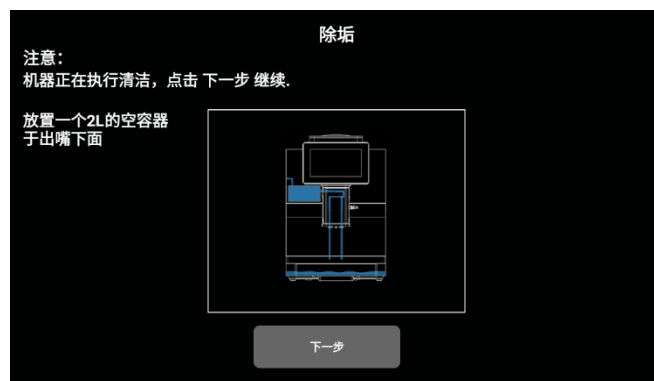 除垢
注意：
机器正在执行清洁，点击 下一步 继续.
放置一个2L的空容器
于出嘴下面
下一步